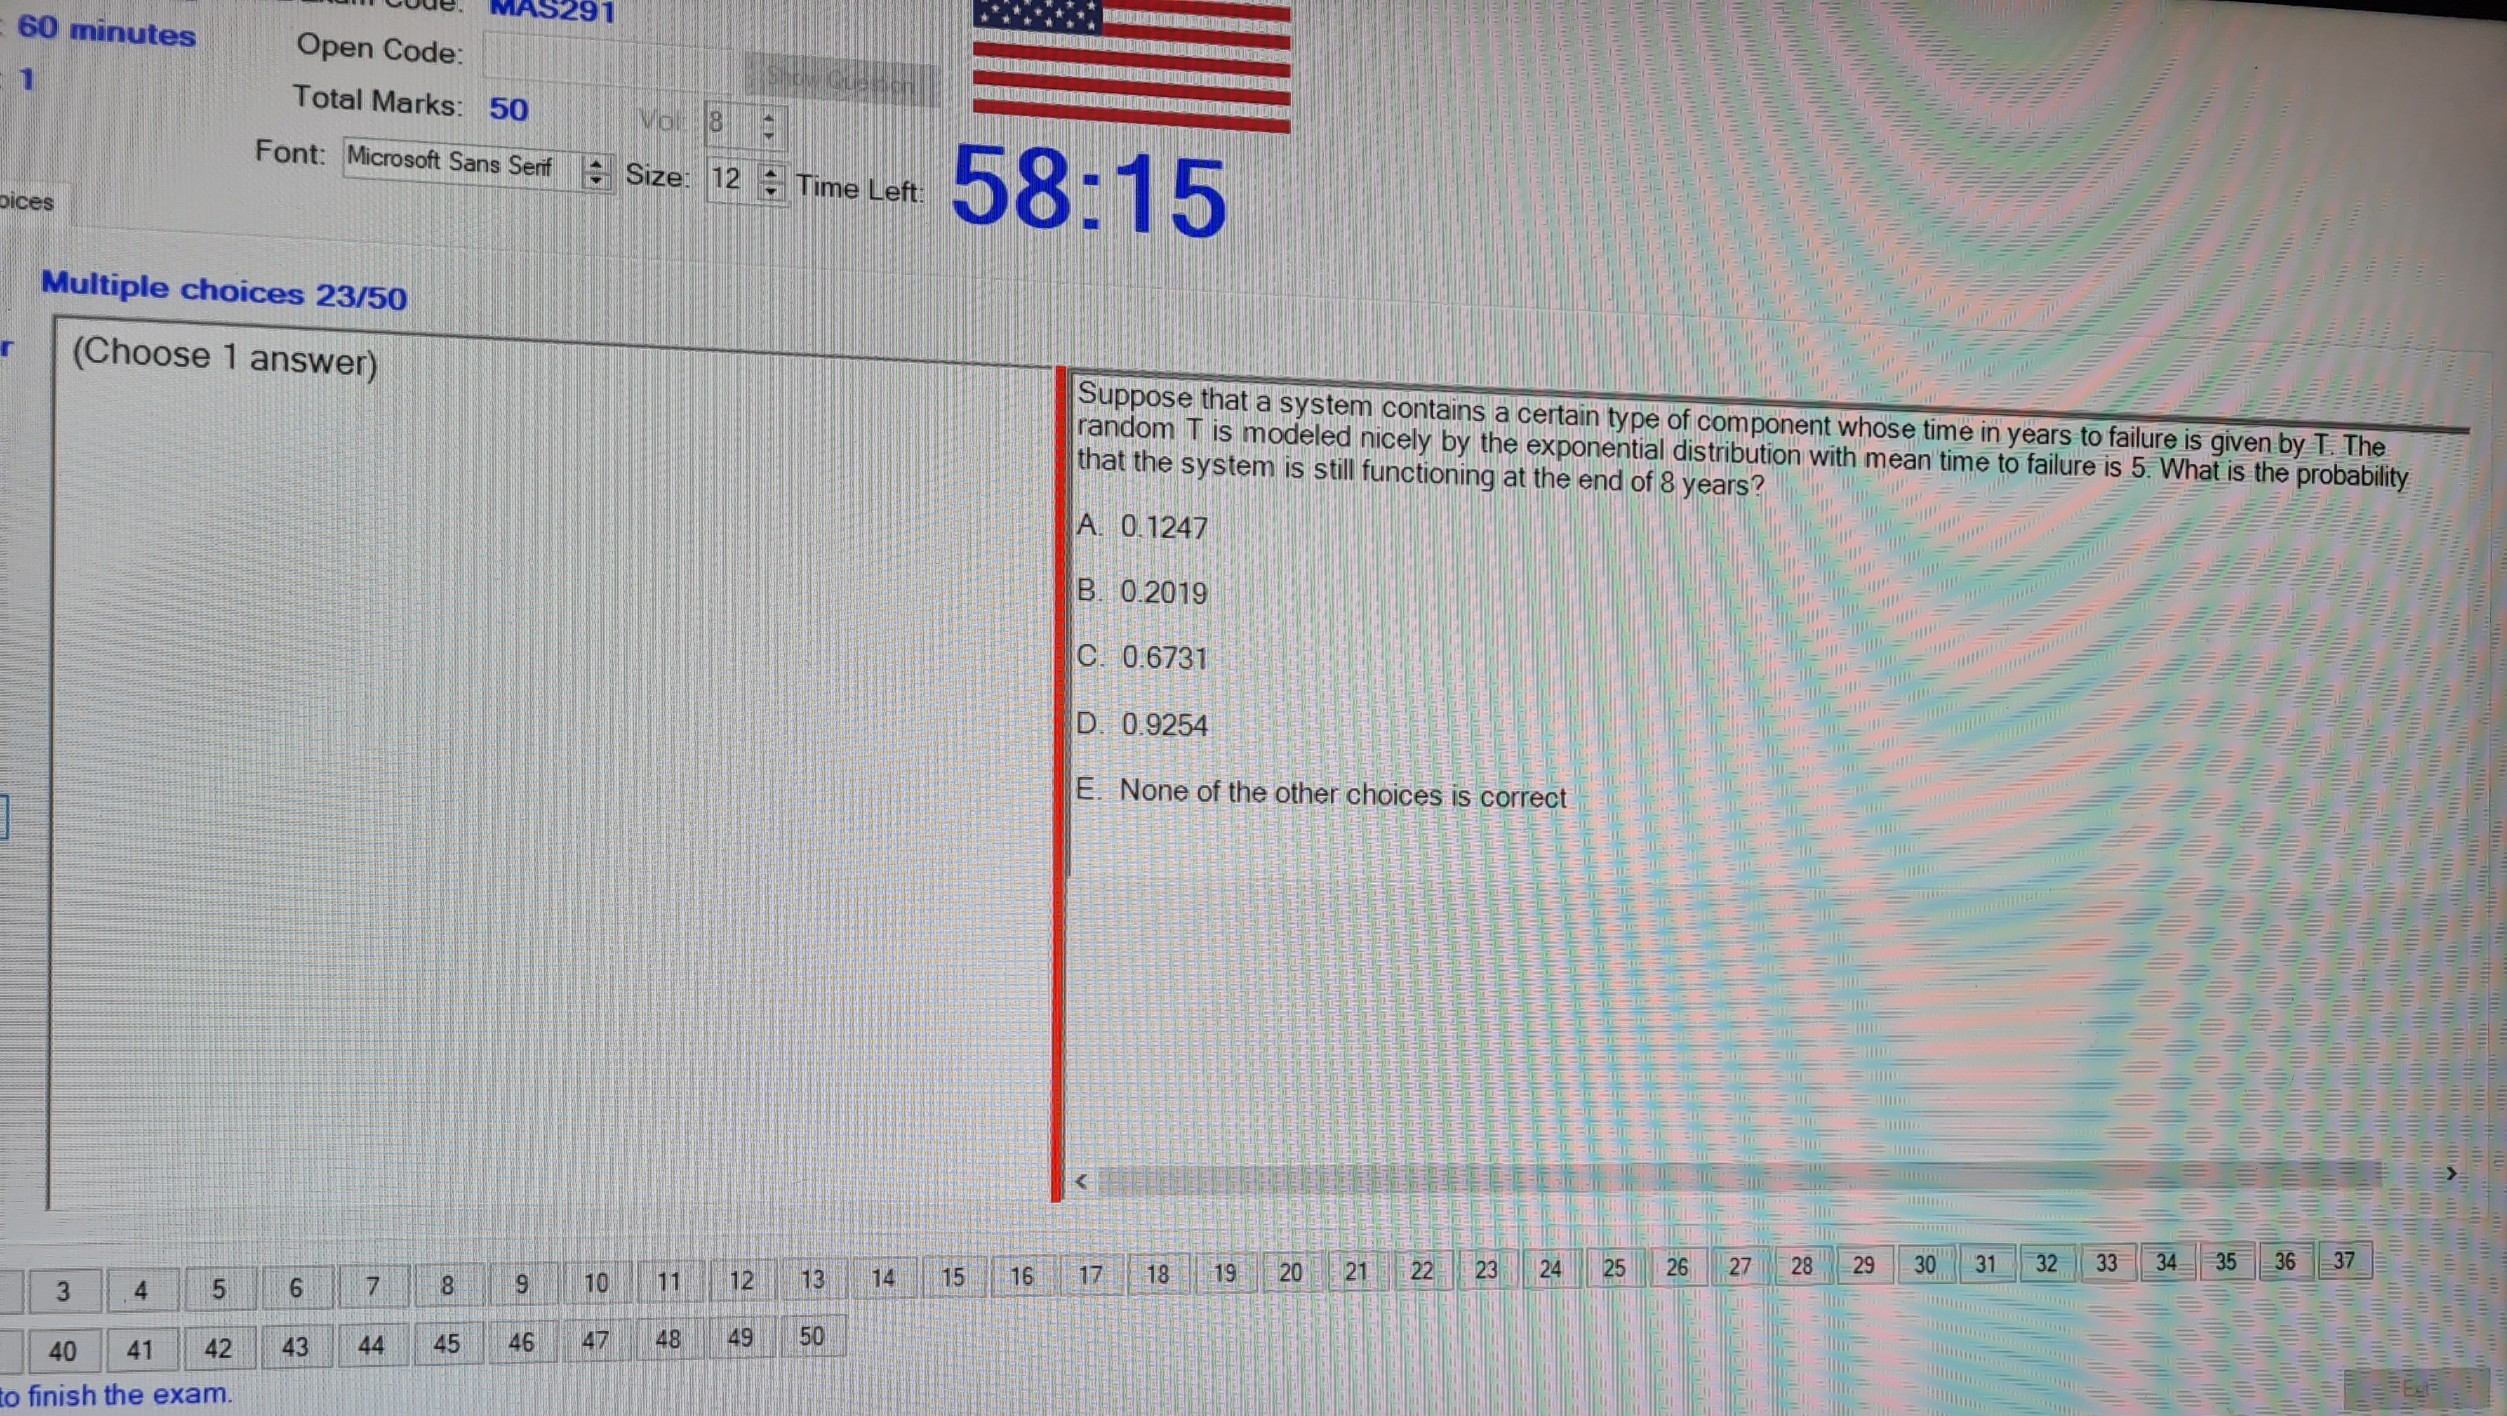 Code: MAS291
60 minutes
Open Code:
Show Question
1
Total Marks: 50
Vol: 8
Font: Microsoft Sans Serif Size: 12 Time Left: 58:15
oices
Multiple choices 23/50
r
(Choose 1 answer)
Suppose that a system contains a certain type of component whose time in years to failure is given by T. The
random T is modeled nicely by the exponential distribution with mean time to failure is 5. What is the probability
that the system is still functioning at the end of 8 years?
A. 0.1247
B. 0.2019
C. 0.6731
D. 0.9254
E. None of the other choices is correct
3 4 5 6 7 8 9 10 11 12 13 14 15 16 17 18 19 20 21 22 23 24 25 26 27 28 29 30 31 32 33 34 35 36 37
40 41 42 43 44 45 46 47 48 49 50
to finish the exam.